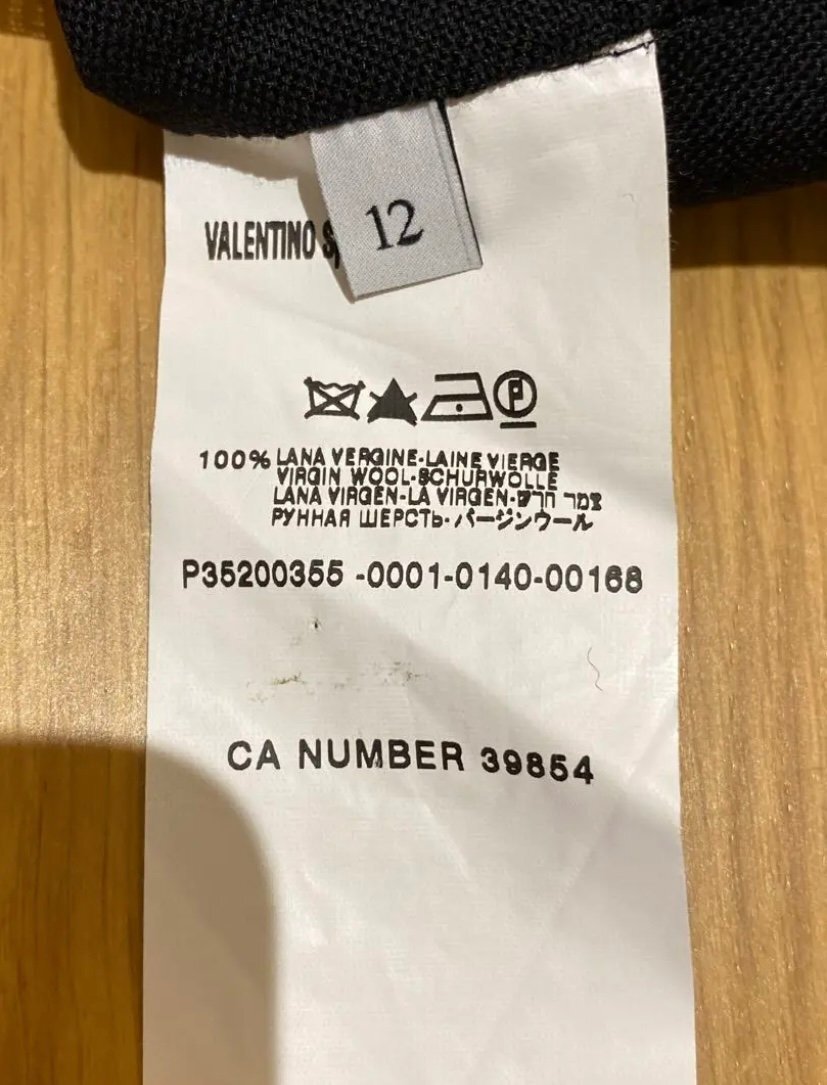 VALENTINO S
12
100% LANA VERGINE-LAINE VIERGE
VIRGIN WOOL-SCHURWOLLE
LANA VIRGEN-LA VIRGEN-צמר חדש
РУННАЯ ШЕРСТЬ-バージンウール
P35200355 -0001-0140-00168
CA NUMBER 39854